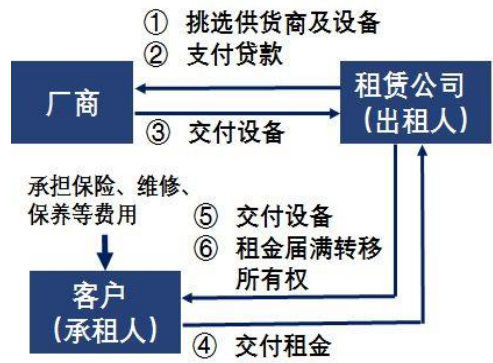 ① 挑选供货商及设备
② 支付贷款
厂商
租赁公司
（出租人）
③ 交付设备
承担保险、维修、
保养等费用
⑤ 交付设备
⑥ 租金届满转移
所有权
客户
（承租人）
④ 交付租金